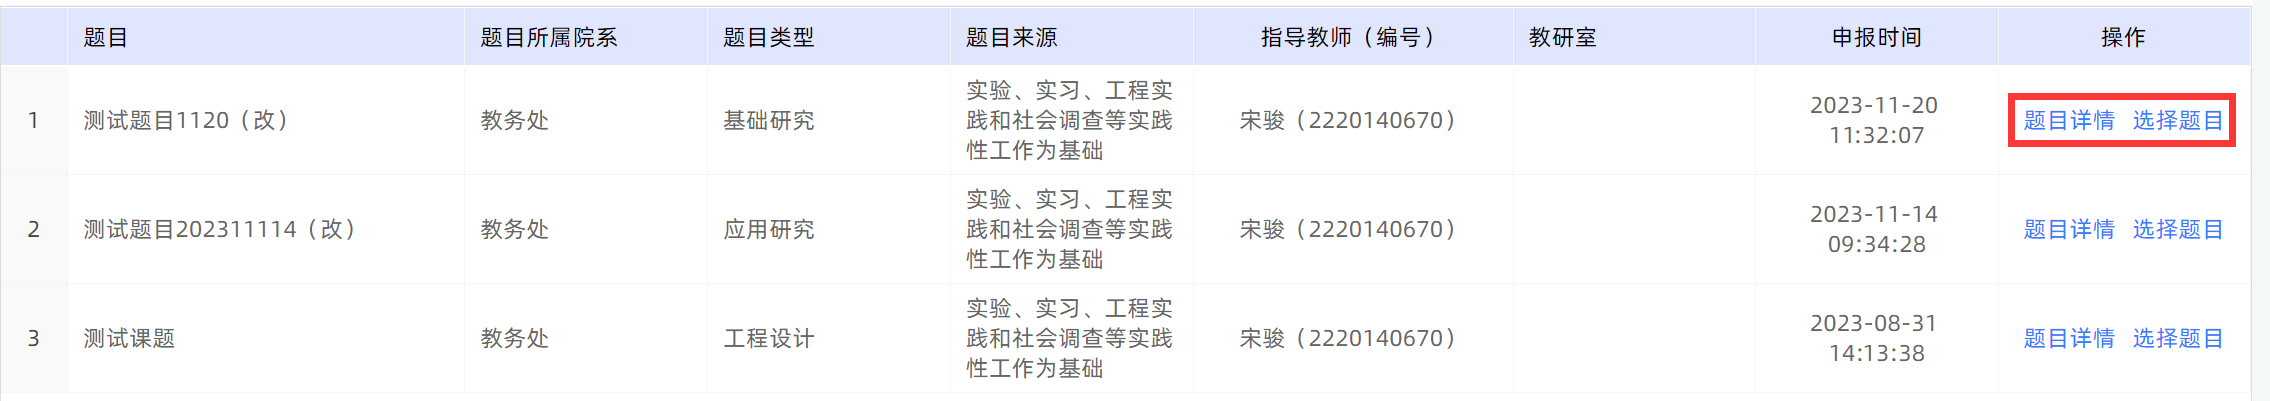 题目 题目所属院系 题目类型 题目来源 指导教师（编号） 教研室 申报时间 操作
1 测试题目1120（改） 教务处 基础研究 实验、实习、工程实践和社会调查等实践性工作为基础 宋骏（2220140670） 2023-11-20 11:32:07 题目详情 选择题目
2 测试题目202311114（改） 教务处 应用研究 实验、实习、工程实践和社会调查等实践性工作为基础 宋骏（2220140670） 2023-11-14 09:34:28 题目详情 选择题目
3 测试课题 教务处 工程设计 实验、实习、工程实践和社会调查等实践性工作为基础 宋骏（2220140670） 2023-08-31 14:13:38 题目详情 选择题目